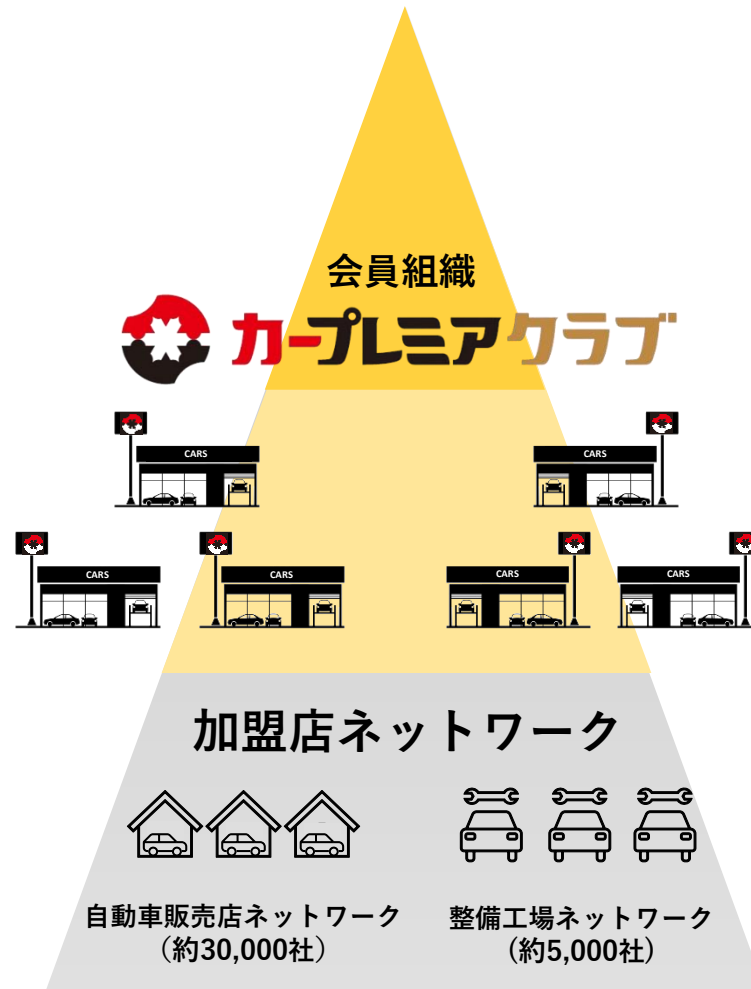 会員組織
カープレミアクラブ
CARS
CARS
CARS
CARS
CARS
CARS
加盟店ネットワーク
自動車販売店ネットワーク
（約30,000社）
整備工場ネットワーク
(約5,000社)